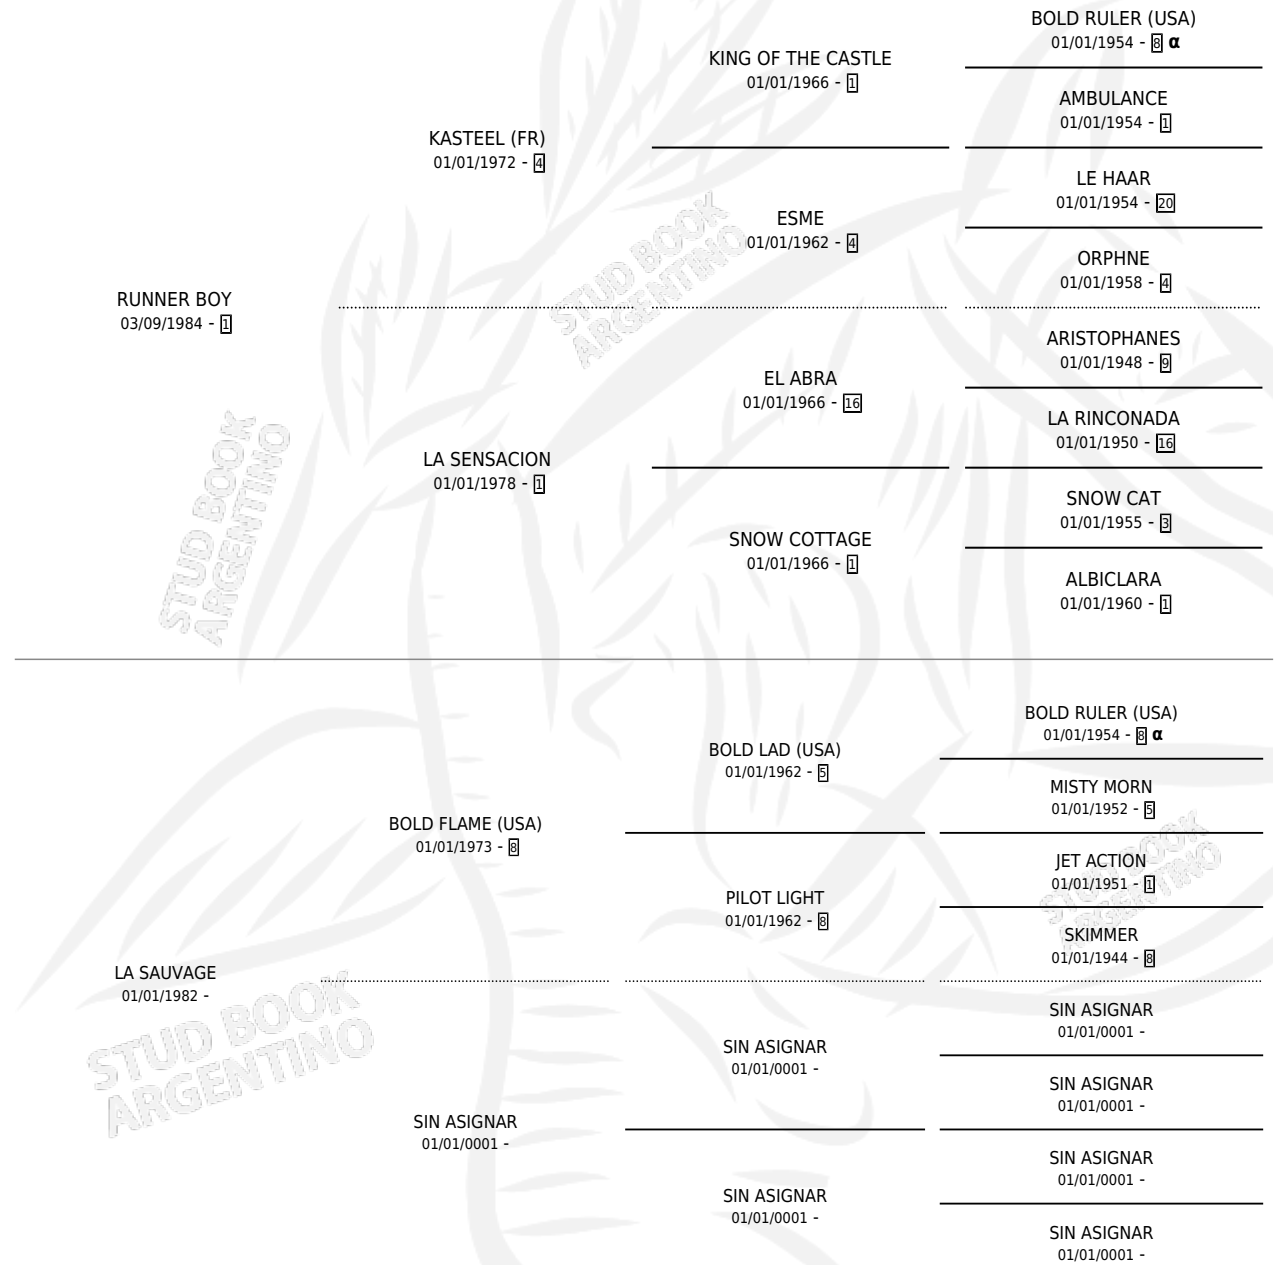 BOLD RULER (USA)
01/01/1954 - 8 α
KING OF THE CASTLE
01/01/1966 - 1
AMBULANCE
01/01/1954 - 1
KASTEEL (FR)
01/01/1972 - 4
LE HAAR
01/01/1954 - 20
ESME
01/01/1962 - 4
ORPHNE
01/01/1958 - 4
RUNNER BOY
03/09/1984 - 1
ARISTOPHANES
01/01/1948 - 9
EL ABRA
01/01/1966 - 16
LA RINCONADA
01/01/1950 - 16
LA SENSACION
01/01/1978 - 1
SNOW CAT
01/01/1955 - 3
SNOW COTTAGE
01/01/1966 - 1
ALBICLARA
01/01/1960 - 1
BOLD RULER (USA)
01/01/1954 - 8 α
BOLD LAD (USA)
01/01/1962 - 5
MISTY MORN
01/01/1952 - 5
BOLD FLAME (USA)
01/01/1973 - 8
JET ACTION
01/01/1951 - 1
PILOT LIGHT
01/01/1962 - 8
SKIMMER
01/01/1944 - 8
LA SAUVAGE
01/01/1982 -
SIN ASIGNAR
01/01/0001 -
SIN ASIGNAR
01/01/0001 -
SIN ASIGNAR
01/01/0001 -
SIN ASIGNAR
01/01/0001 -
SIN ASIGNAR
01/01/0001 -
SIN ASIGNAR
01/01/0001 -
SIN ASIGNAR
01/01/0001 -
STUD BOOK
ARGENTINO
STUD BOOK
ARGENTINO
STUD BOOK
ARGENTINO
STUD BOOK
ARGENTINO